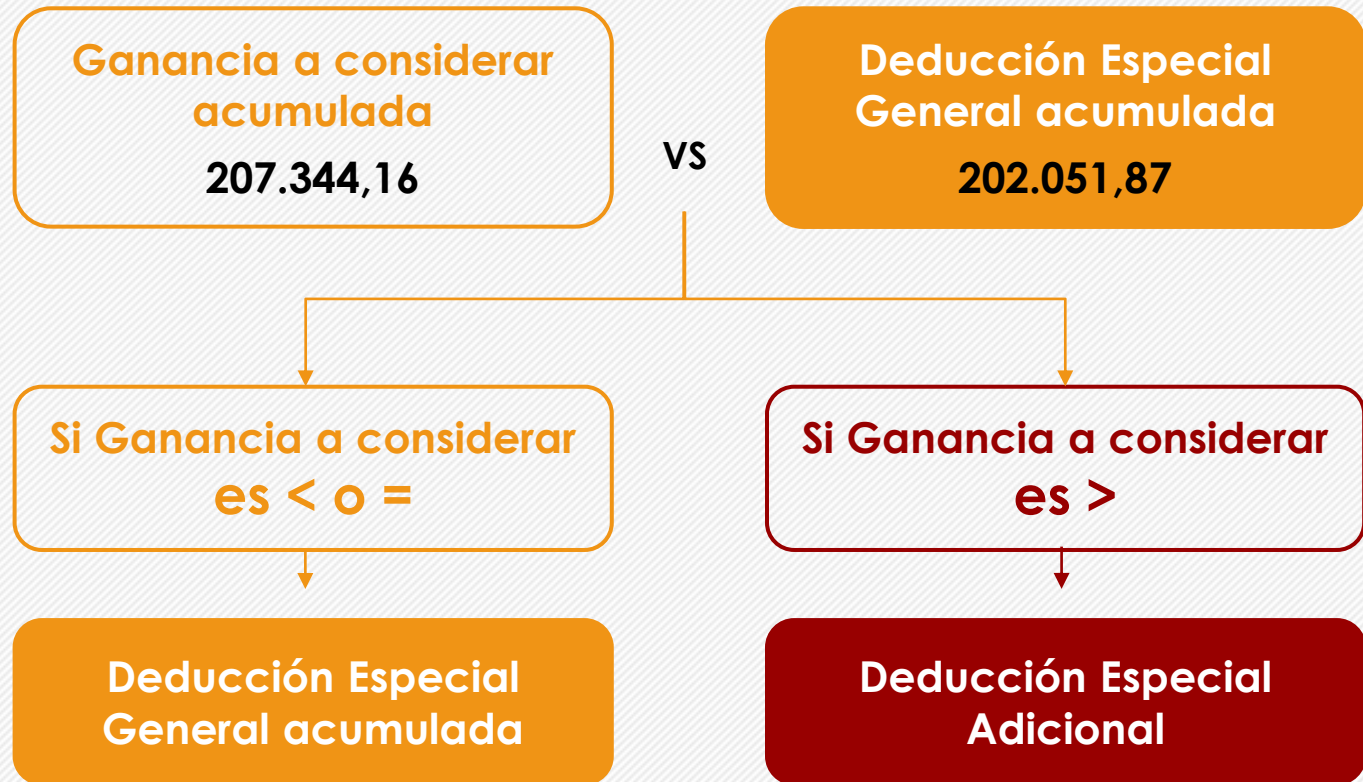 Ganancia a considerar
acumulada
207.344,16
VS
Deducción Especial
General acumulada
202.051,87
Si Ganancia a considerar
es < o =
Si Ganancia a considerar
es >
Deducción Especial
General acumulada
Deducción Especial
Adicional